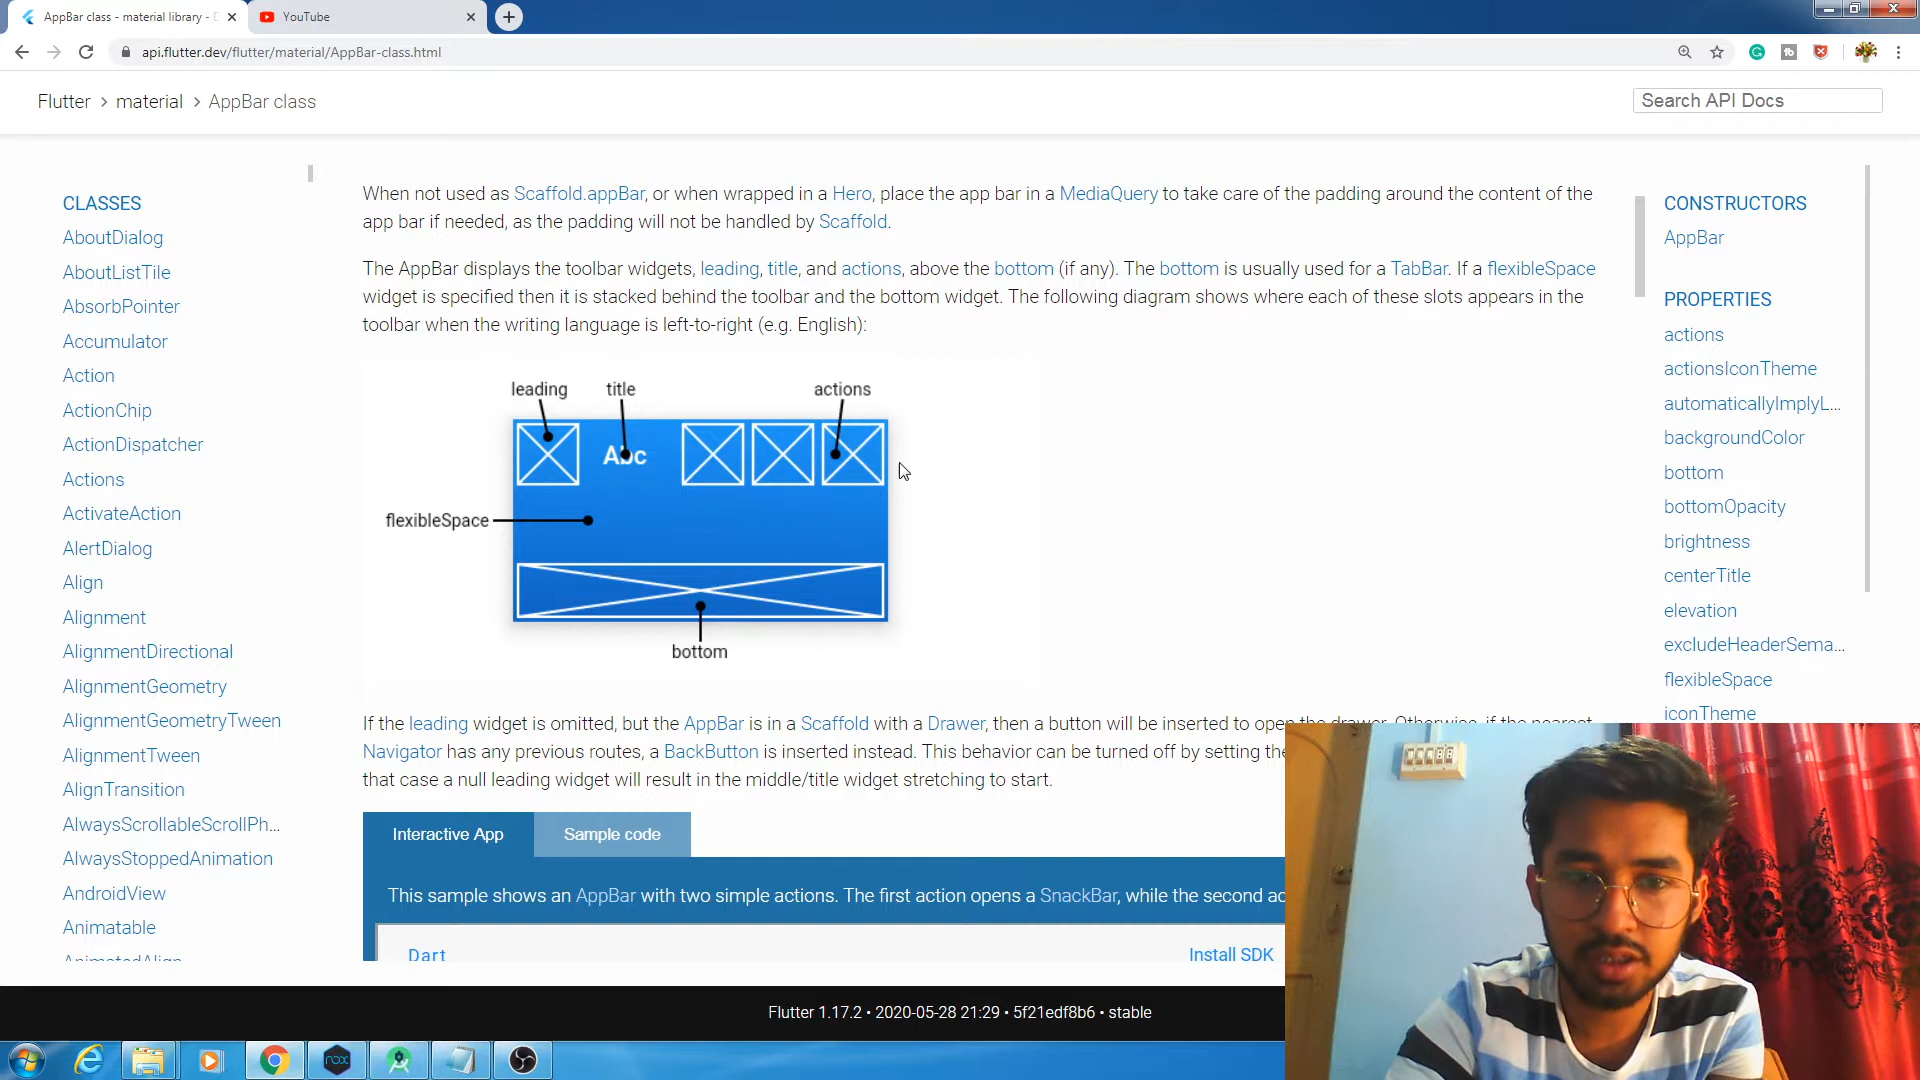 AppBar class - material library -
YouTube
api.flutter.dev/flutter/material/AppBar-class.html
Flutter > material > AppBar class
Search API Docs
CLASSES
AboutDialog
AboutListTile
AbsorbPointer
Accumulator
Action
ActionChip
ActionDispatcher
Actions
ActivateAction
AlertDialog
Align
Alignment
AlignmentDirectional
AlignmentGeometry
AlignmentGeometryTween
AlignmentTween
AlignTransition
AlwaysScrollableScrollPh...
AlwaysStoppedAnimation
AndroidView
Animatable
AnimatedAlign
When not used as Scaffold.appBar, or when wrapped in a Hero, place the app bar in a MediaQuery to take care of the padding around the content of the
app bar if needed, as the padding will not be handled by Scaffold.
The AppBar displays the toolbar widgets, leading, title, and actions, above the bottom (if any). The bottom is usually used for a TabBar. If a flexibleSpace
widget is specified then it is stacked behind the toolbar and the bottom widget. The following diagram shows where each of these slots appears in the
toolbar when the writing language is left-to-right (e.g. English):
leading
title
actions
Abc
flexibleSpace
bottom
If the leading widget is omitted, but the AppBar is in a Scaffold with a Drawer, then a button will be inserted to open the drawer. Otherwise, if the nearest
Navigator has any previous routes, a BackButton is inserted instead. This behavior can be turned off by setting the
that case a null leading widget will result in the middle/title widget stretching to start.
Interactive App
Sample code
This sample shows an AppBar with two simple actions. The first action opens a SnackBar, while the second ac
Dart
Install SDK
CONSTRUCTORS
AppBar
PROPERTIES
actions
actionsIconTheme
automaticallyImplyL...
backgroundColor
bottom
bottomOpacity
brightness
centerTitle
elevation
excludeHeaderSema...
flexibleSpace
iconTheme
Flutter 1.17.2 • 2020-05-28 21:29 • 5f21edf8b6 • stable
nox